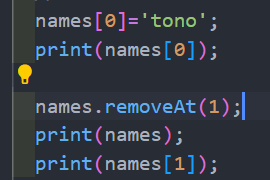 names[0]='tono';
print(names[0]);
names.removeAt(1);
print(names);
print(names[1]);